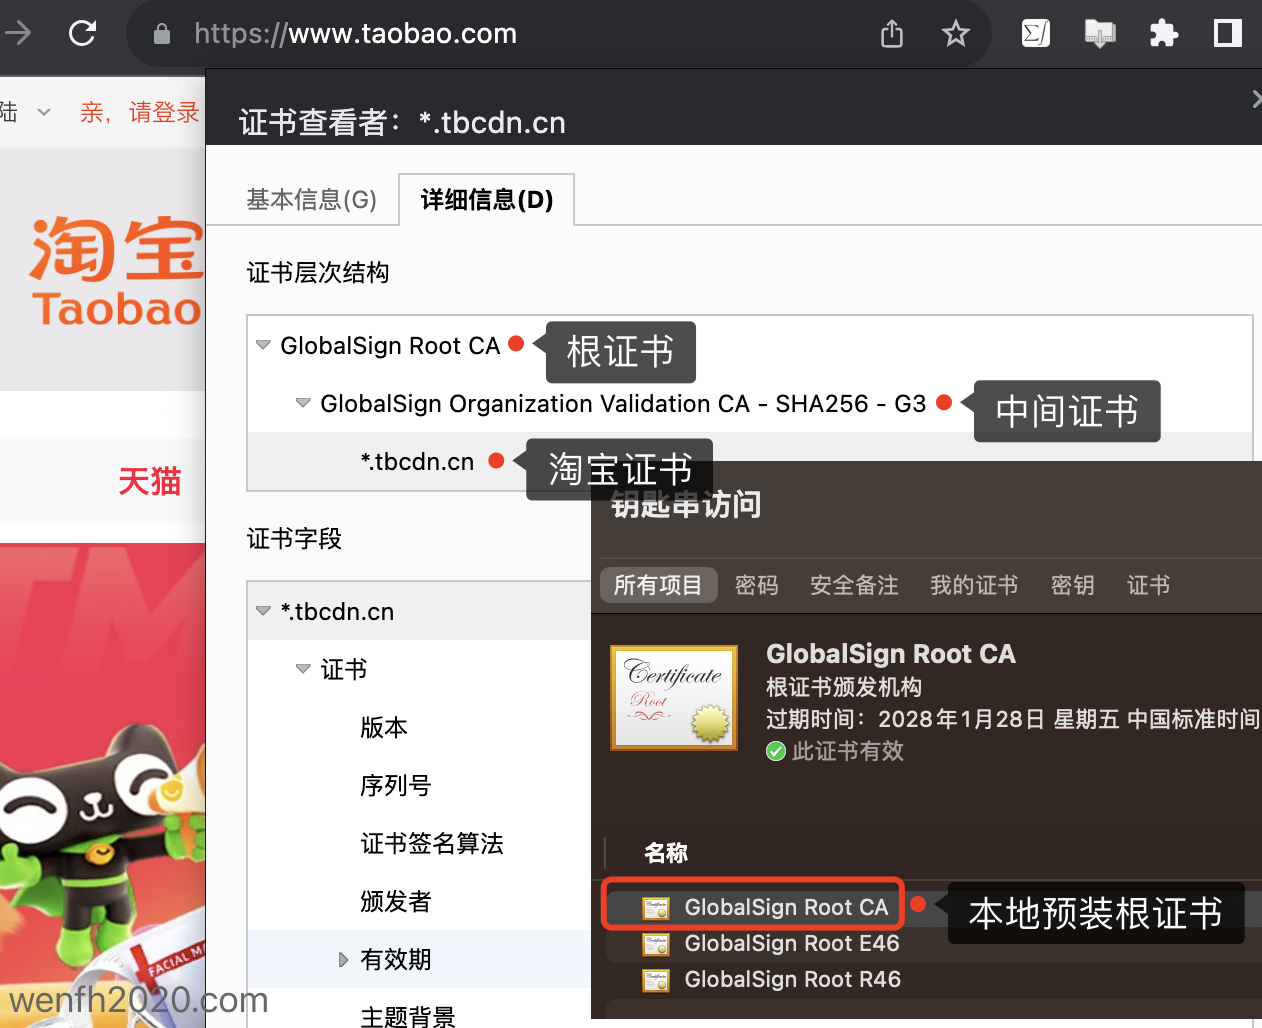 https://www.taobao.com
陆 亲，请登录
证书查看者：*.tbcdn.cn
基本信息(G) 详细信息(D)
淘宝
Taobao
证书层次结构
GlobalSign Root CA 根证书
GlobalSign Organization Validation CA - SHA256 - G3 中间证书
*.tbcdn.cn 淘宝证书
天猫
钥匙串访问
证书字段
所有项目 密码 安全备注 我的证书 密钥 证书
*.tbcdn.cn
证书
版本
序列号
证书签名算法
颁发者
有效期
主题背景
Certificate
Root
GlobalSign Root CA
根证书颁发机构
过期时间：2028年1月28日 星期五 中国标准时间
此证书有效
名称
GlobalSign Root CA 本地预装根证书
GlobalSign Root E46
GlobalSign Root R46
TM
FACIAL MA
wenfh2020.com